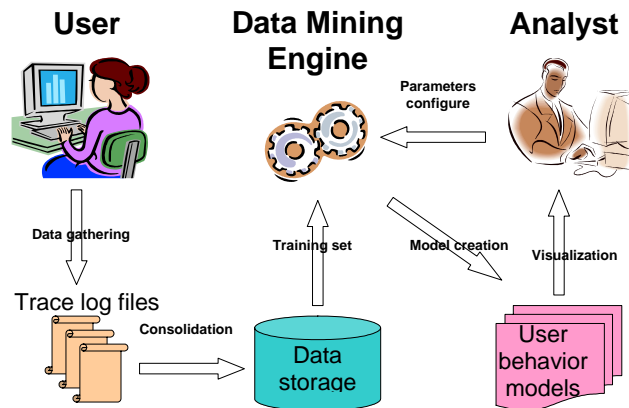 User
Data Mining
Engine
Analyst
Parameters
configure
Data gathering
Training set
Model creation
Visualization
Trace log files
Consolidation
Data
storage
User
behavior
models